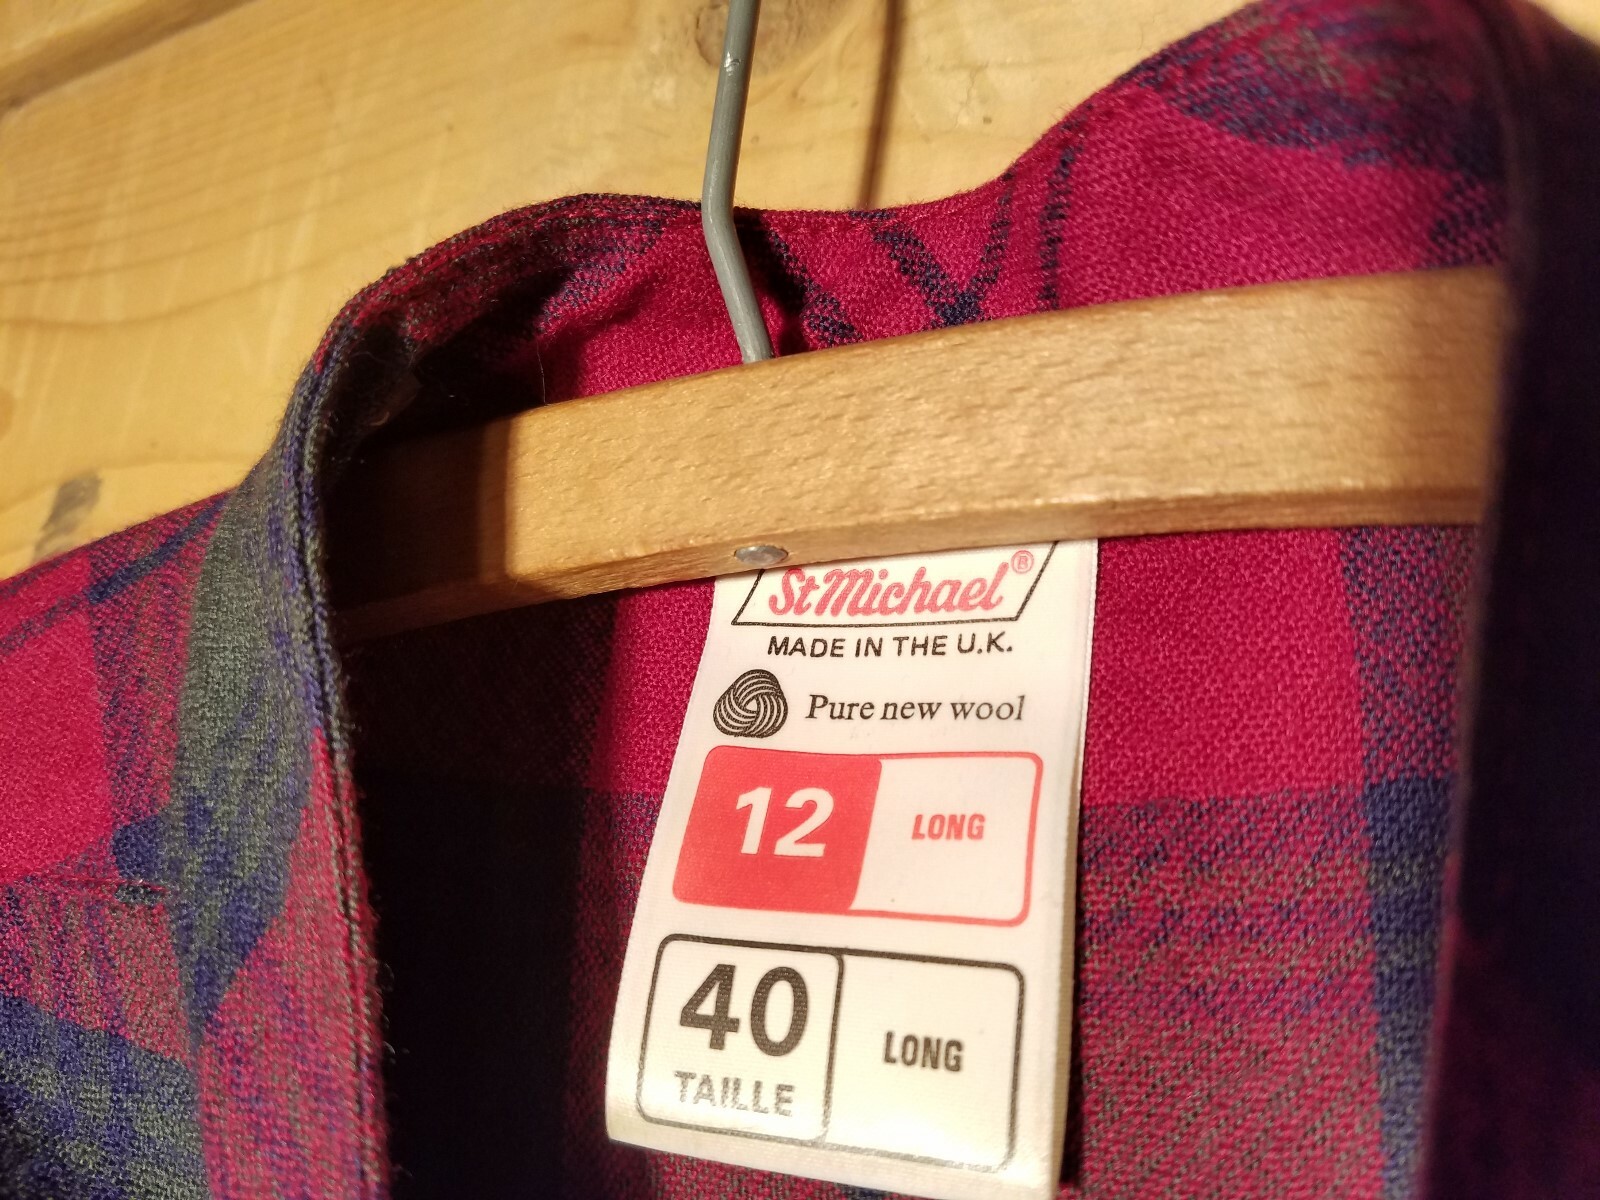 St Michael®
MADE IN THE U.K.
Pure new wool
12 LONG
40 LONG
TAILLE